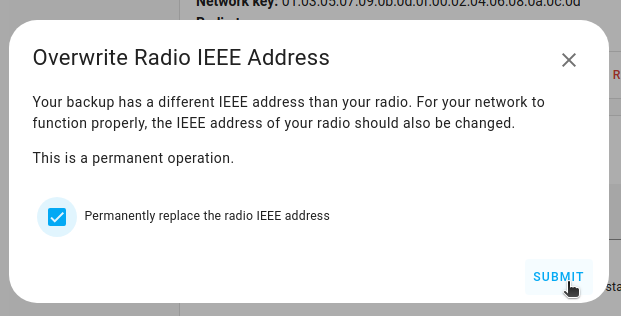 Network key: 01:03:05:07:09:0b:0d:0f:00:02:04:06:08:0a:0c:0d
Overwrite Radio IEEE Address
Your backup has a different IEEE address than your radio. For your network to
function properly, the IEEE address of your radio should also be changed.
This is a permanent operation.
Permanently replace the radio IEEE address
SUBMIT